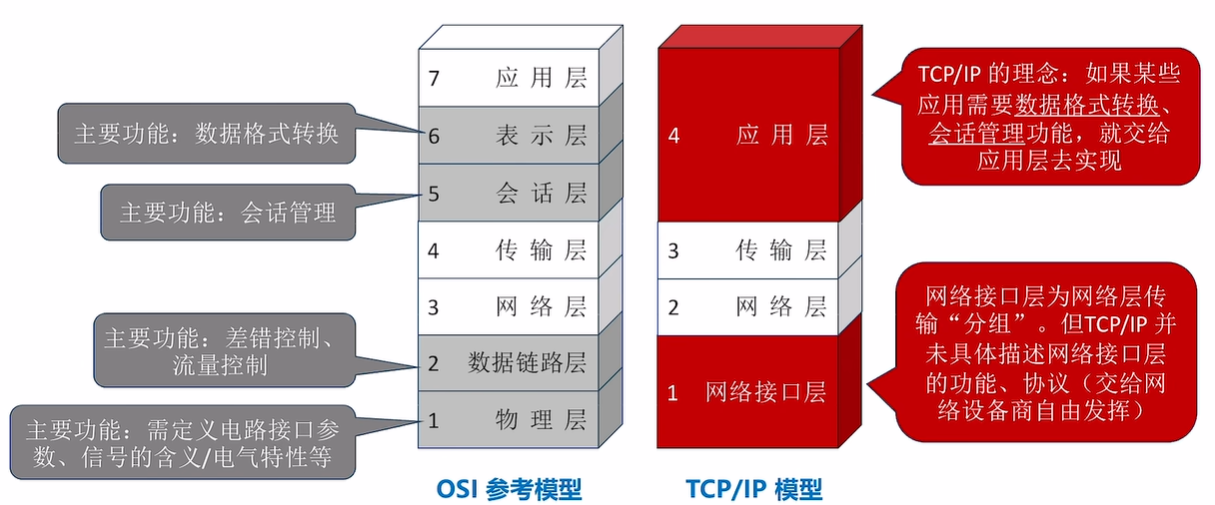 主要功能：数据格式转换
主要功能：会话管理
主要功能：差错控制、
流量控制
主要功能：需定义电路接口参
数、信号的含义/电气特性等
7 应用层
6 表示层
5 会话层
4 传输层
3 网络层
2 数据链路层
1 物理层
OSI 参考模型
4 应用层
3 传输层
2 网络层
1 网络接口层
TCP/IP 模型
TCP/IP 的理念：如果某些
应用需要数据格式转换、
会话管理功能，就交给
应用层去实现
网络接口层为网络层传
输“分组”。但TCP/IP 并
未具体描述网络接口层
的功能、协议（交给网
络设备商自由发挥）